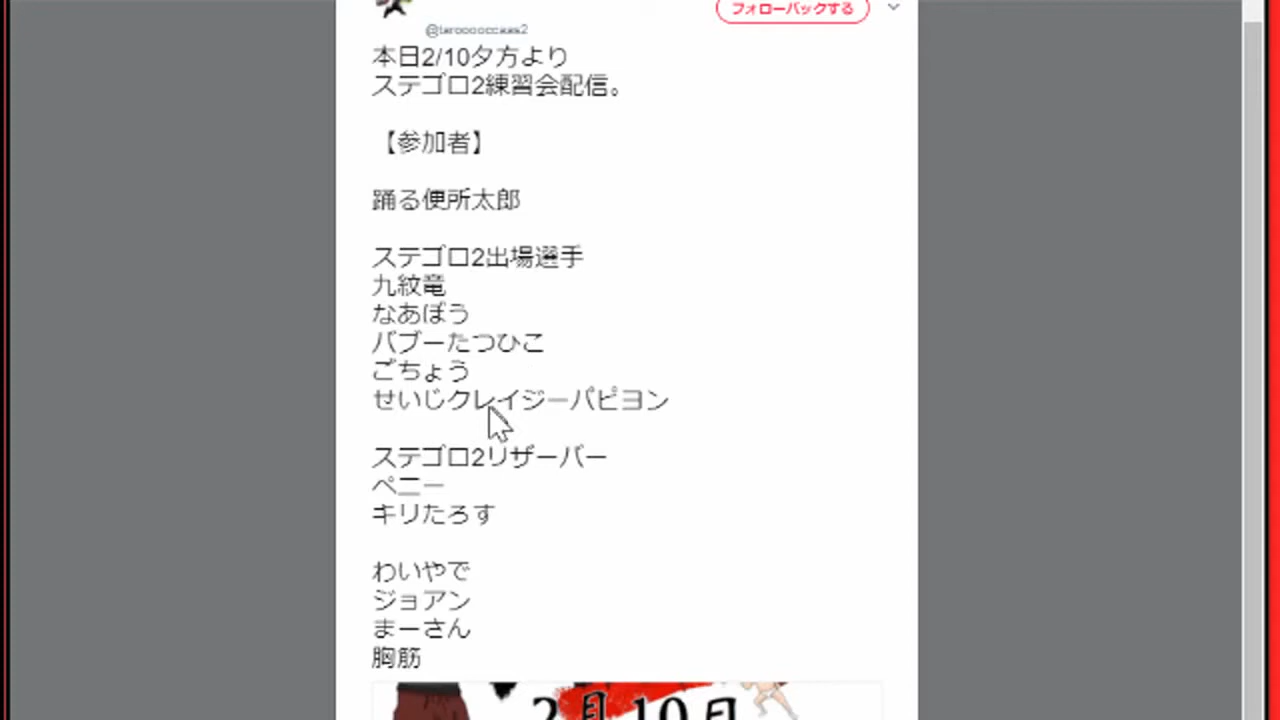 フォローバックする
本日2/10夕方より
ステゴロ2練習会配信。
【参加者】
踊る便所太郎
ステゴロ2出場選手
九紋竜
なあぼう
バブーたつひこ
ごちょう
せいじクレイジーパピヨン
ステゴロ2リザーバー
ペニー
キリたろす
わいやで
ジョアン
まーさん
胸筋
2月10日